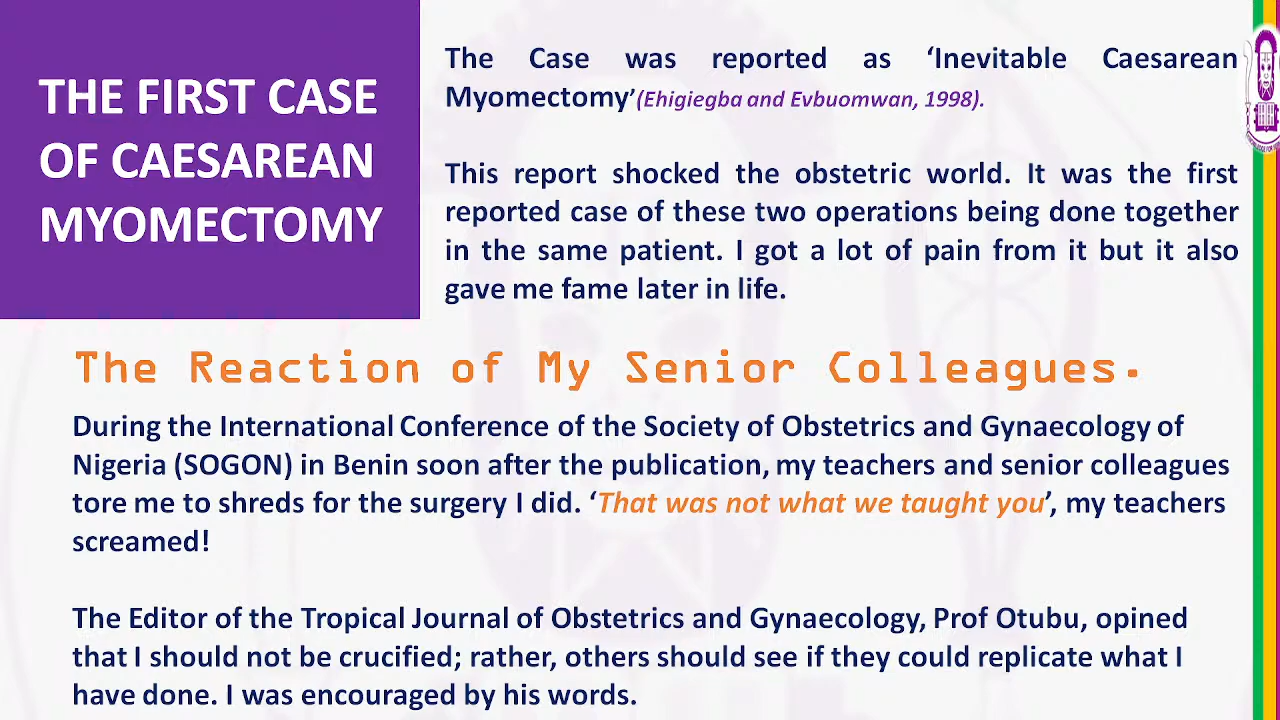 THE FIRST CASE
OF CAESAREAN
MYOMECTOMY
The Case was reported as ‘Inevitable Caesarean
Myomectomy’(Ehigiegba and Evbuomwan, 1998).
This report shocked the obstetric world. It was the first
reported case of these two operations being done together
in the same patient. I got a lot of pain from it but it also
gave me fame later in life.
The Reaction of My Senior Colleagues.
During the International Conference of the Society of Obstetrics and Gynaecology of
Nigeria (SOGON) in Benin soon after the publication, my teachers and senior colleagues
tore me to shreds for the surgery I did. ‘That was not what we taught you’, my teachers
screamed!
The Editor of the Tropical Journal of Obstetrics and Gynaecology, Prof Otubu, opined
that I should not be crucified; rather, others should see if they could replicate what I
have done. I was encouraged by his words.